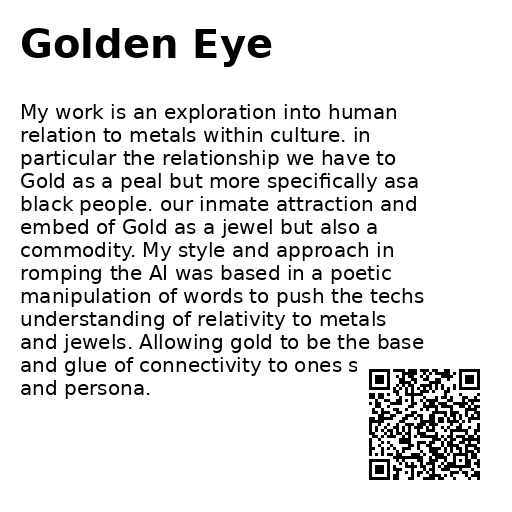 Golden Eye
My work is an exploration into human
relation to metals within culture. in
particular the relationship we have to
Gold as a peal but more specifically asa
black people. our inmate attraction and
embed of Gold as a jewel but also a
commodity. My style and approach in
romping the AI was based in a poetic
manipulation of words to push the techs
understanding of relativity to metals
and jewels. Allowing gold to be the base
and glue of connectivity to ones s
and persona.